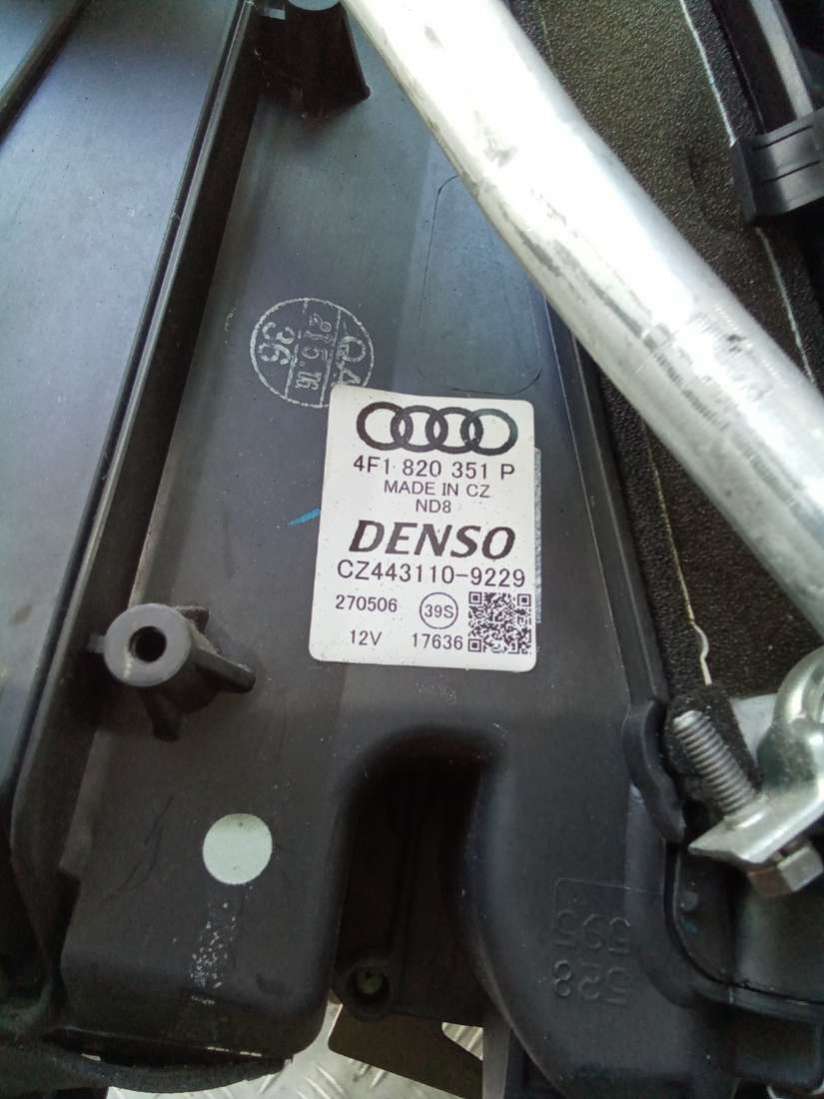 4F1 820 351 P
MADE IN CZ
ND8
DENSO
CZ443110-9229
270506 39S
12V 17636